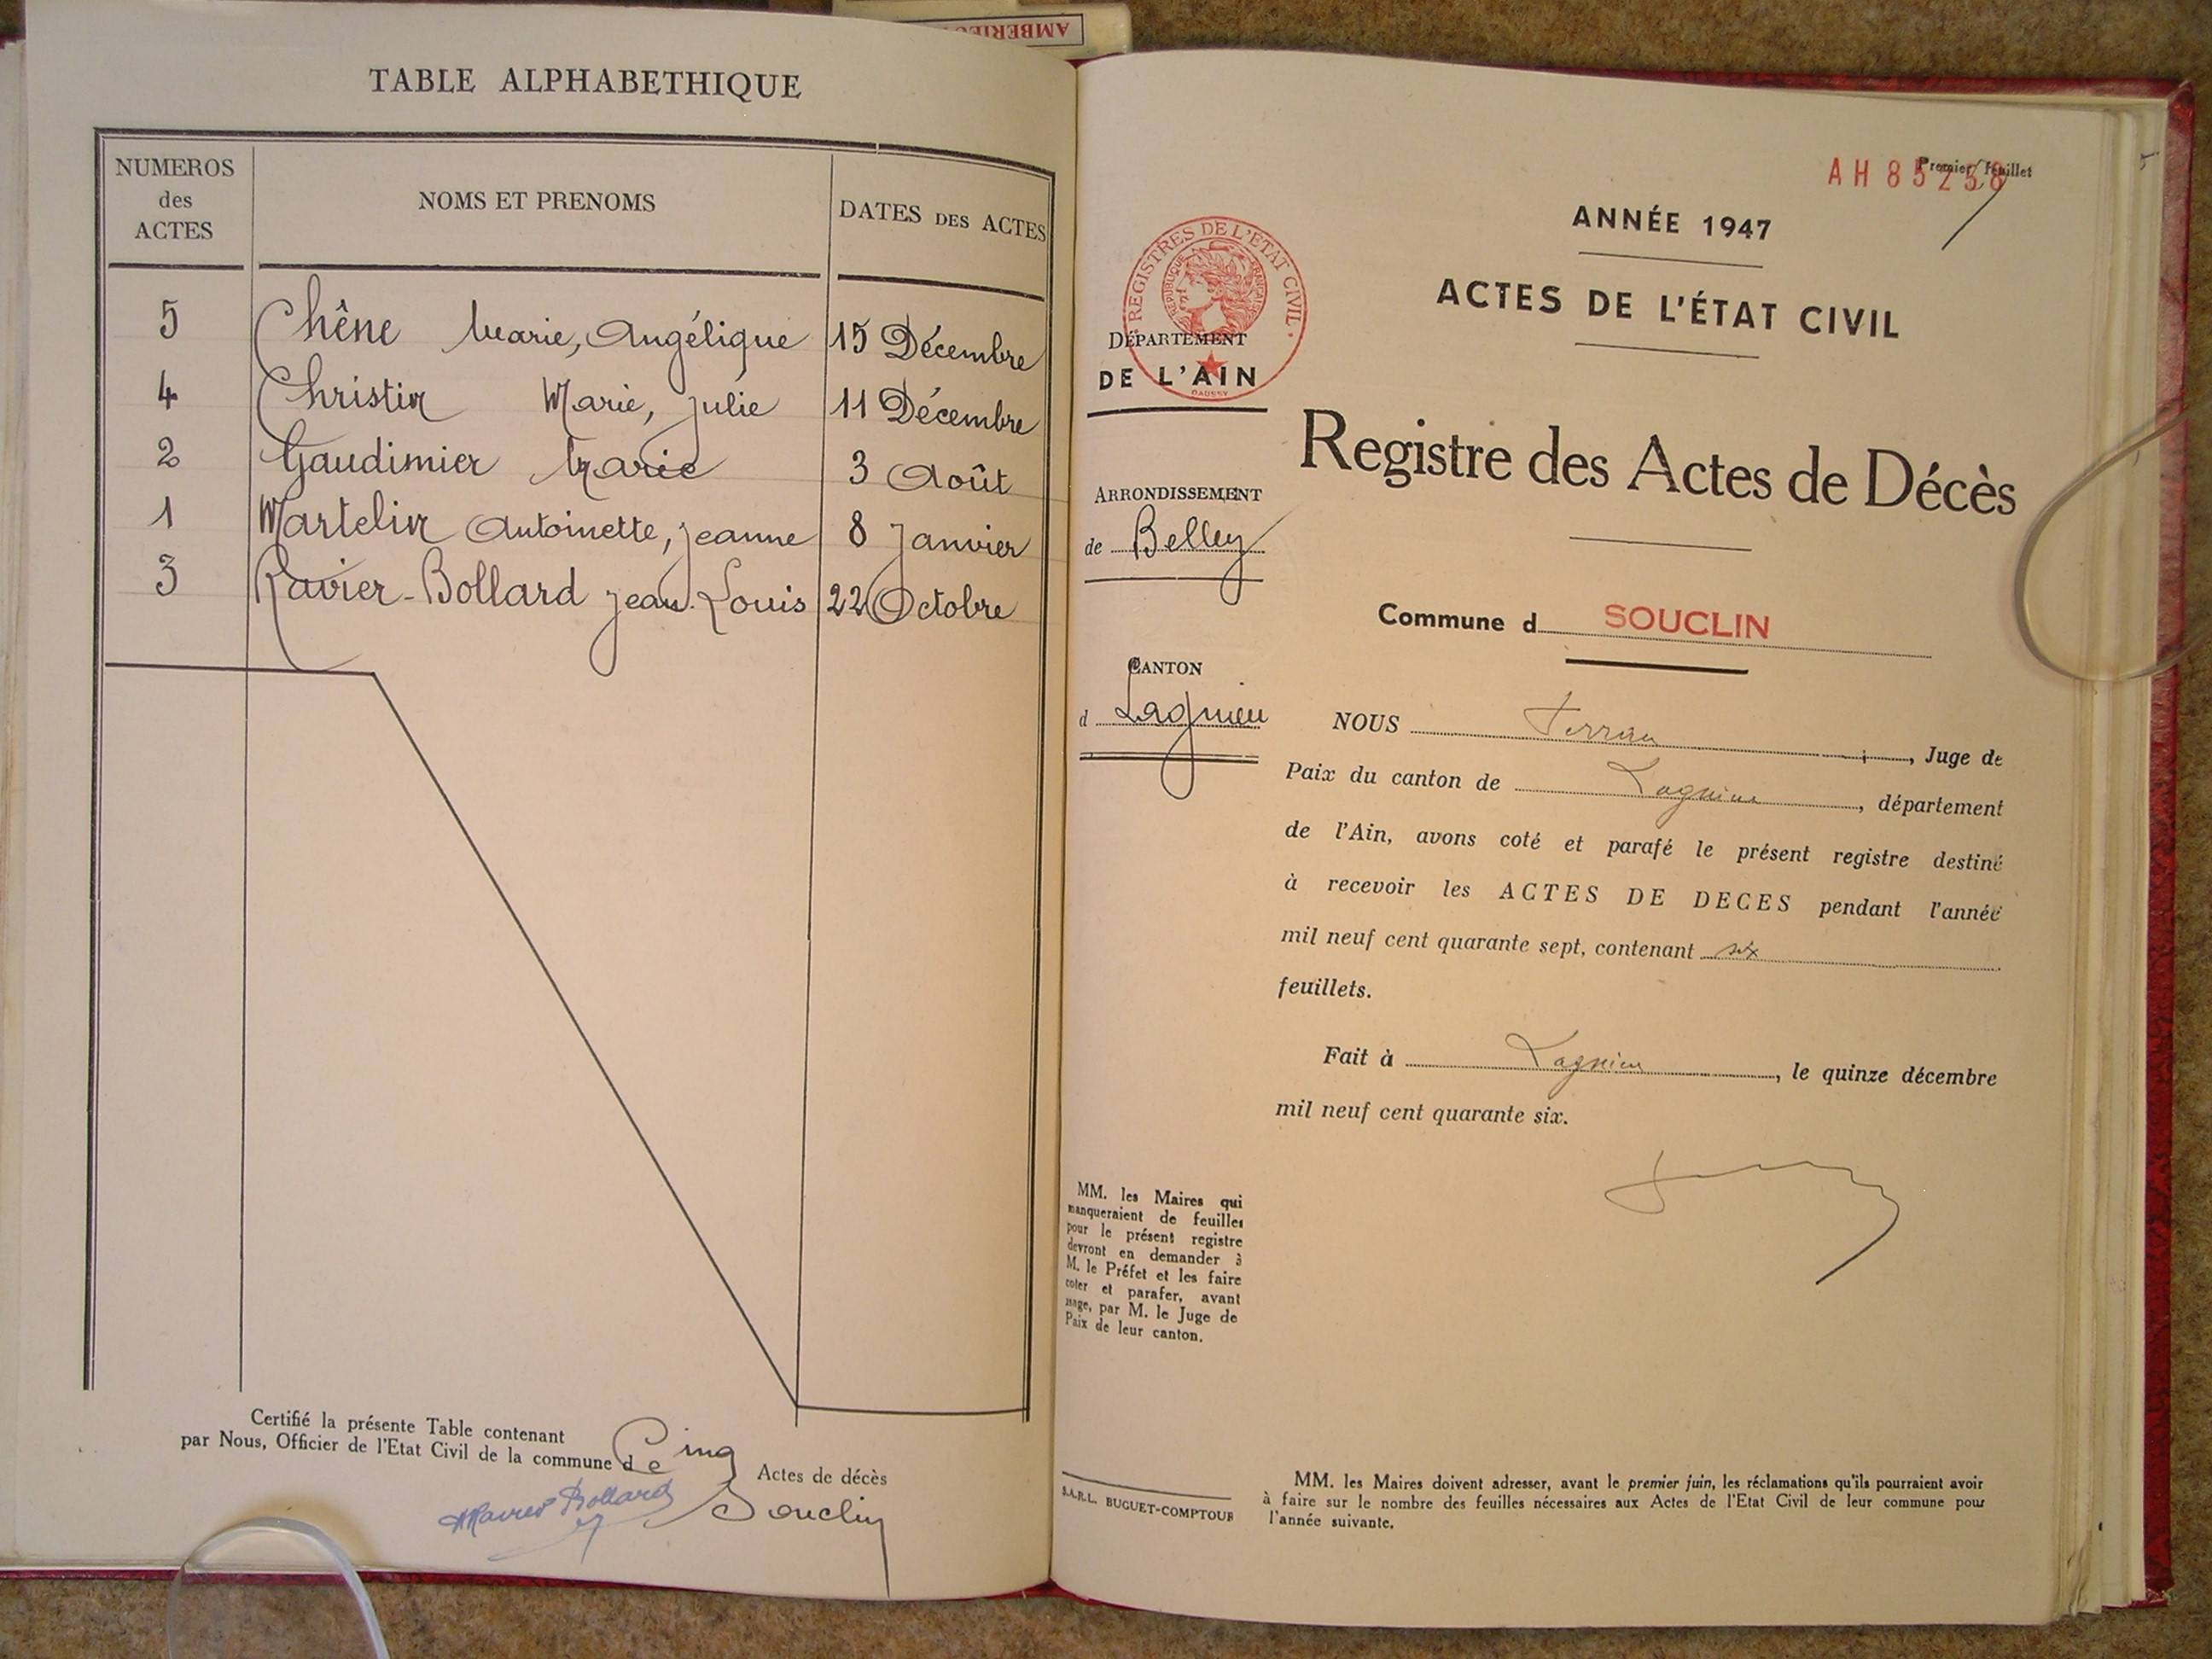 AMBERIEU
TABLE ALPHABETHIQUE
NUMEROS des ACTES NOMS ET PRENOMS DATES DES ACTES
5 Chêne Marie, Angélique 15 Décembre
4 Christin Marie, Julie 11 Décembre
2 Gaudimier Marie 3 Août
1 Martelin Antoinette, Jeanne 8 Janvier
3 Ravier-Bollard Jean-Louis 22 Octobre
Certifié la présente Table contenant Cinq Actes de décès
par Nous, Officier de l'Etat Civil de la commune de Souclin
Ravier Bollard
Premier feuillet
AH 85258
ANNÉE 1947
ACTES DE L'ÉTAT CIVIL
REGISTRES DE L'ÉTAT CIVIL
REPUBLIQUE FRANCAISE
DÉPARTEMENT
DE L'AIN
Registre des Actes de Décès
ARRONDISSEMENT
de Belley
Commune d SOUCLIN
CANTON
d Lagnieu
NOUS , Juge de
Paix du canton de Lagnieu, département
de l'Ain, avons coté et parafé le présent registre destiné
à recevoir les ACTES DE DECES pendant l'année
mil neuf cent quarante sept, contenant six
feuillets.
Fait à Lagnieu, le quinze décembre
mil neuf cent quarante six.
MM. les Maires qui
manqueraient de feuilles
pour le présent registre
devront en demander à
M. le Préfet et les faire
coter et parafer, avant
usage, par M. le Juge de
Paix de leur canton.
S.A.R.L. BUGUET-COMPTOUR
MM. les Maires doivent adresser, avant le premier juin, les réclamations qu'ils pourraient avoir
à faire sur le nombre des feuilles nécessaires aux Actes de l'Etat Civil de leur commune pour
l'année suivante.